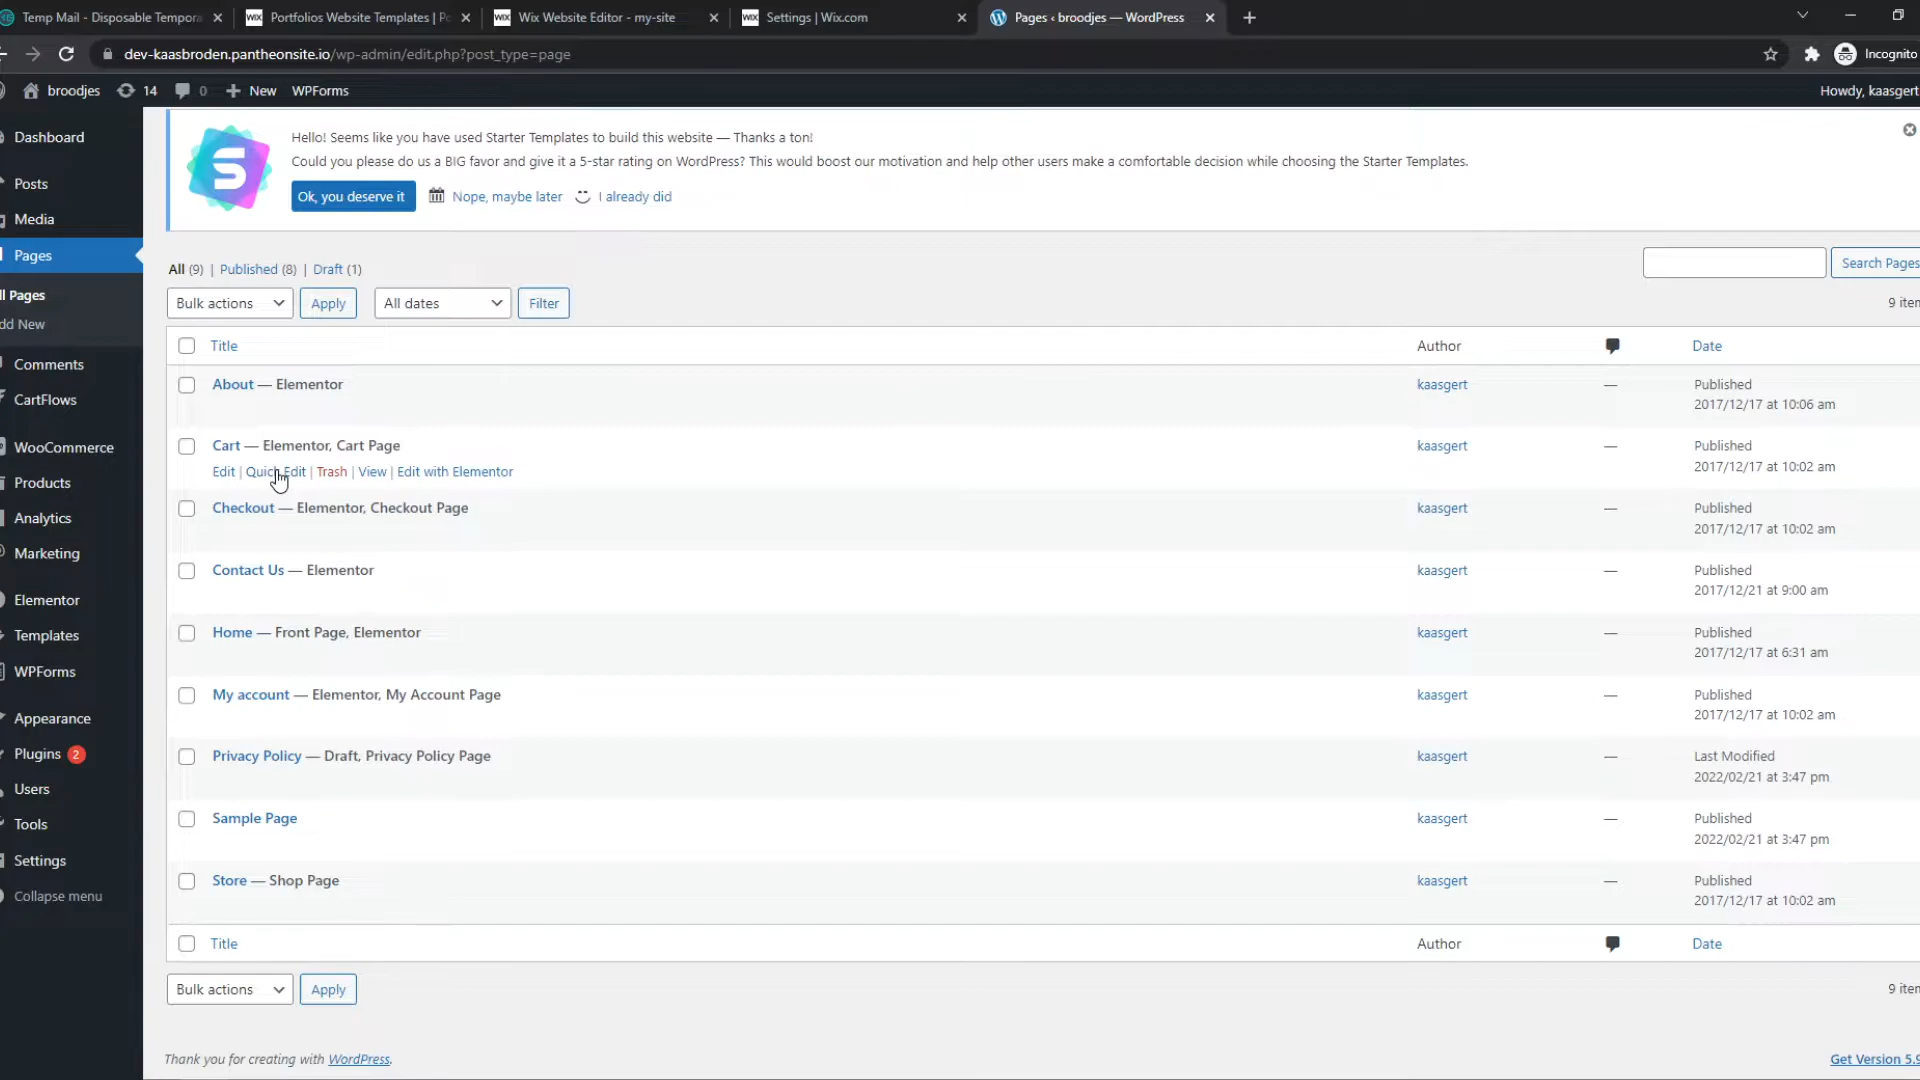 Temp Mail - Disposable Tempora
Portfolios Website Templates | Po
Wix Website Editor - my-site
Settings | Wix.com
Pages ‹ broodjes — WordPress
dev-kaasbroden.pantheonsite.io/wp-admin/edit.php?post_type=page
Incognito
broodjes 14 0 New WPForms
Howdy, kaasgert
Dashboard
Posts
Media
Pages
ll Pages
dd New
Comments
CartFlows
WooCommerce
Products
Analytics
Marketing
Elementor
Templates
WPForms
Appearance
Plugins 2
Users
Tools
Settings
Collapse menu
Hello! Seems like you have used Starter Templates to build this website — Thanks a ton!
Could you please do us a BIG favor and give it a 5-star rating on WordPress? This would boost our motivation and help other users make a comfortable decision while choosing the Starter Templates.
Ok, you deserve it Nope, maybe later I already did
All (9) | Published (8) | Draft (1)
Search Pages
Bulk actions Apply All dates Filter
9 item
Title Author Date
About — Elementor kaasgert — Published
2017/12/17 at 10:06 am
Cart — Elementor, Cart Page kaasgert — Published
2017/12/17 at 10:02 am
Edit | Quick Edit | Trash | View | Edit with Elementor
Checkout — Elementor, Checkout Page kaasgert — Published
2017/12/17 at 10:02 am
Contact Us — Elementor kaasgert — Published
2017/12/21 at 9:00 am
Home — Front Page, Elementor kaasgert — Published
2017/12/17 at 6:31 am
My account — Elementor, My Account Page kaasgert — Published
2017/12/17 at 10:02 am
Privacy Policy — Draft, Privacy Policy Page kaasgert — Last Modified
2022/02/21 at 3:47 pm
Sample Page kaasgert — Published
2022/02/21 at 3:47 pm
Store — Shop Page kaasgert — Published
2017/12/17 at 10:02 am
Title Author Date
Bulk actions Apply
9 item
Thank you for creating with WordPress.
Get Version 5.9